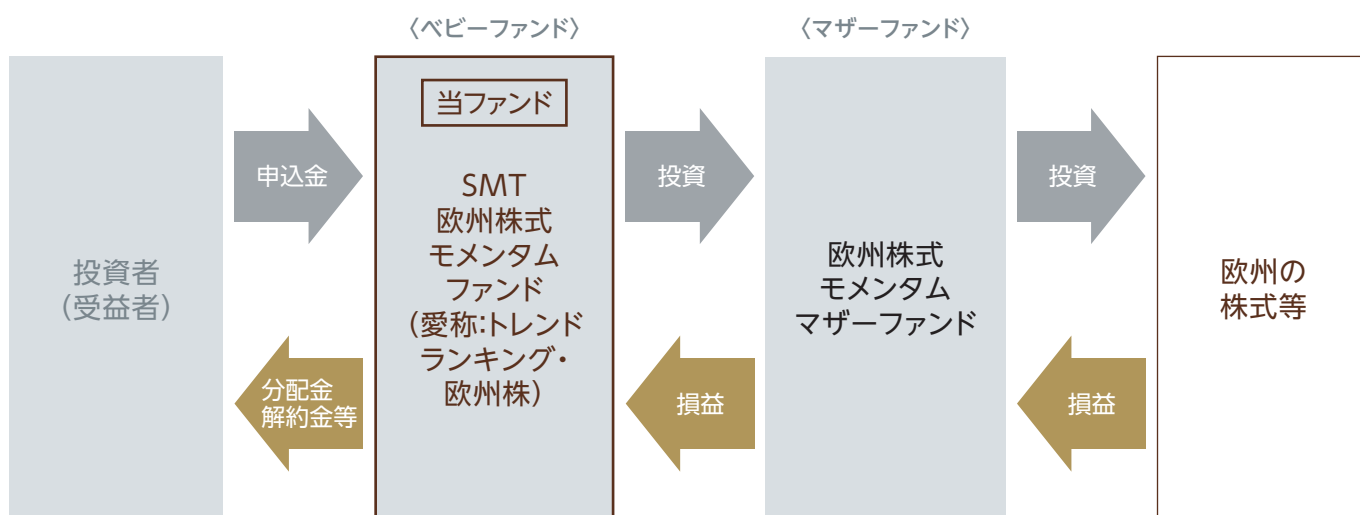 〈ベビーファンド〉
〈マザーファンド〉
投資者
（受益者）
申込金
分配金
解約金等
当ファンド
SMT
欧州株式
モメンタム
ファンド
（愛称：トレンド
ランキング・
欧州株）
投資
損益
欧州株式
モメンタム
マザーファンド
投資
損益
欧州の
株式等